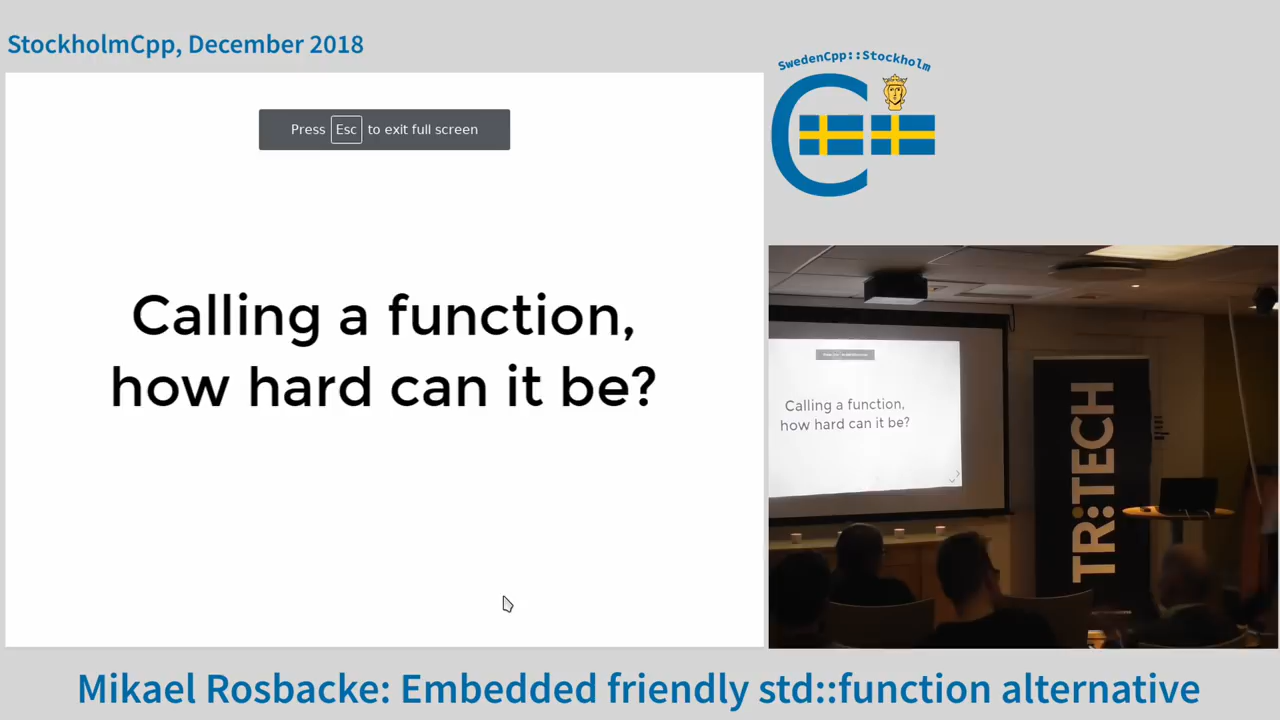 StockholmCpp, December 2018
SwedenCpp::Stockholm
Press Esc to exit full screen
Calling a function,
how hard can it be?
Calling a function,
how hard can it be?
TR:TECH
Mikael Rosbacke: Embedded friendly std::function alternative